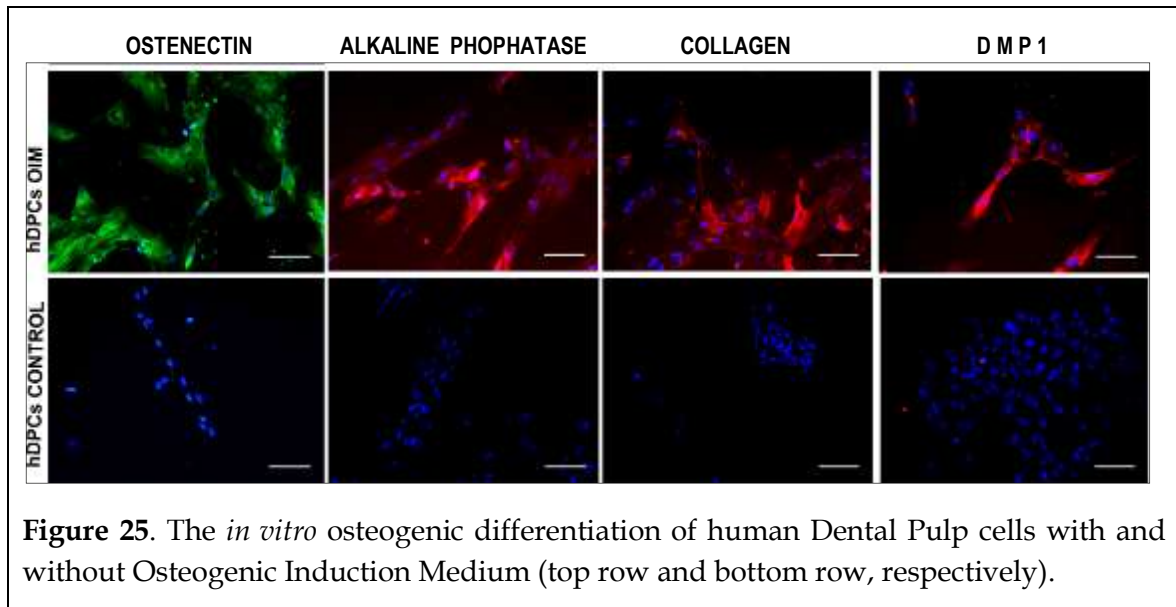 OSTENECTIN ALKALINE PHOPHATASE COLLAGEN D M P 1
hDPCs OIM
hDPCs CONTROL
Figure 25. The in vitro osteogenic differentiation of human Dental Pulp cells with and
without Osteogenic Induction Medium (top row and bottom row, respectively).